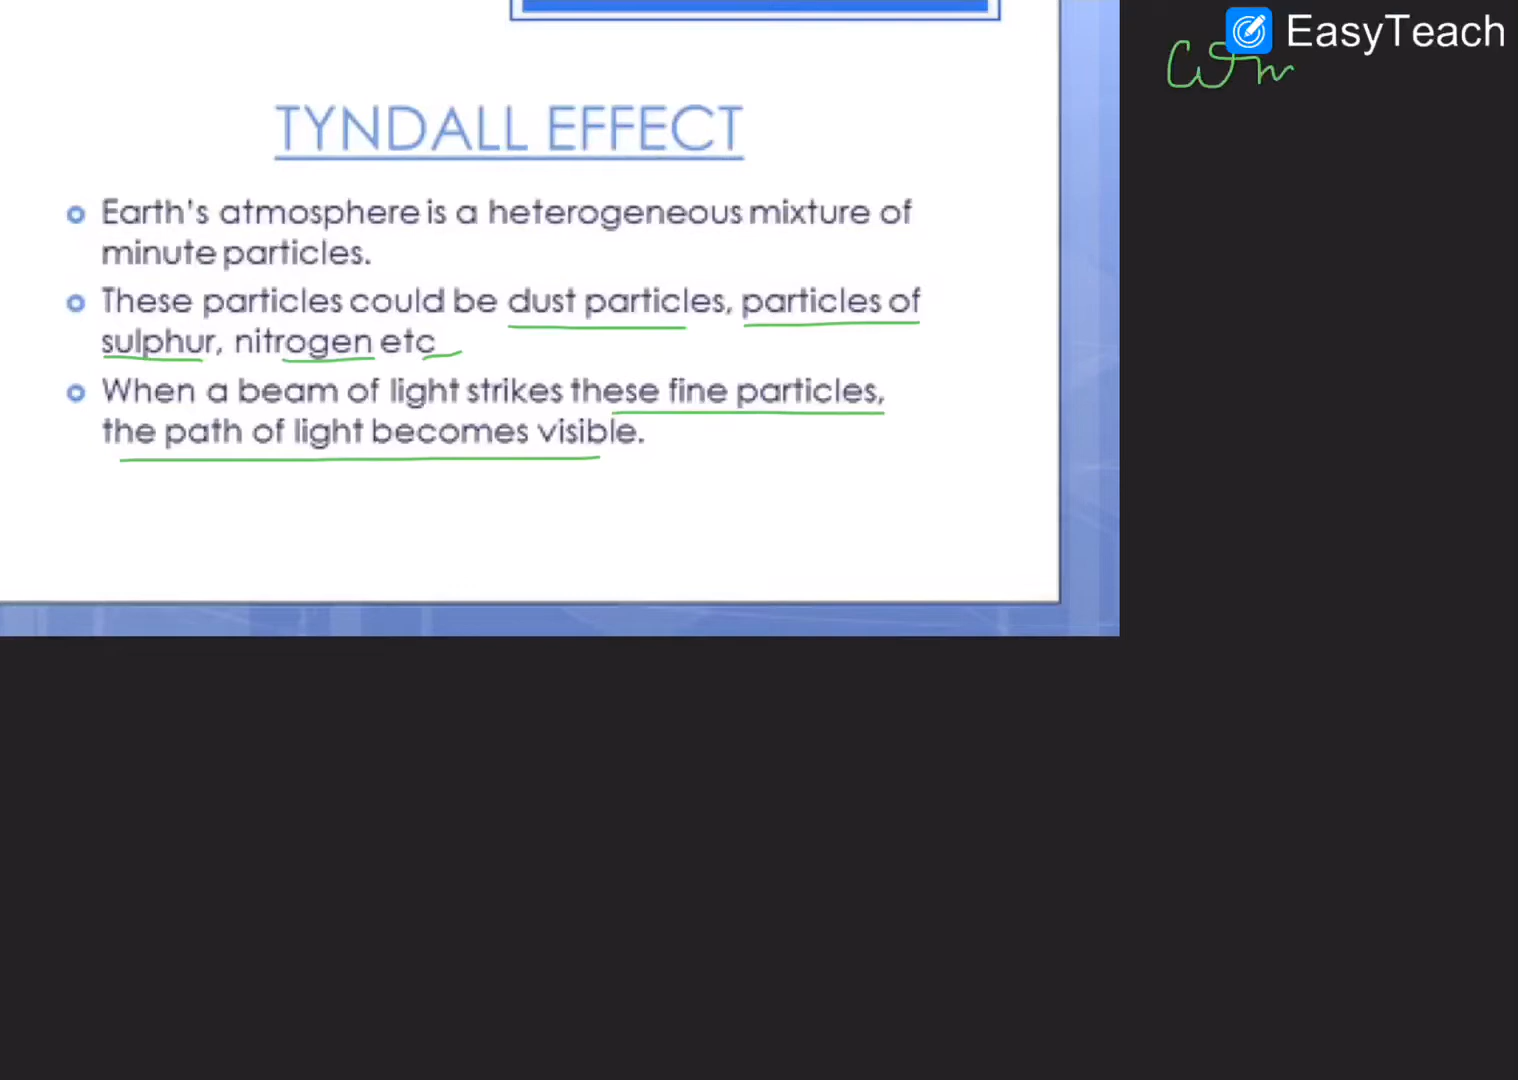 EasyTeach
TYNDALL EFFECT
Earth's atmosphere is a heterogeneous mixture of
minute particles.
These particles could be dust particles, particles of
sulphur, nitrogen etc
When a beam of light strikes these fine particles,
the path of light becomes visible.